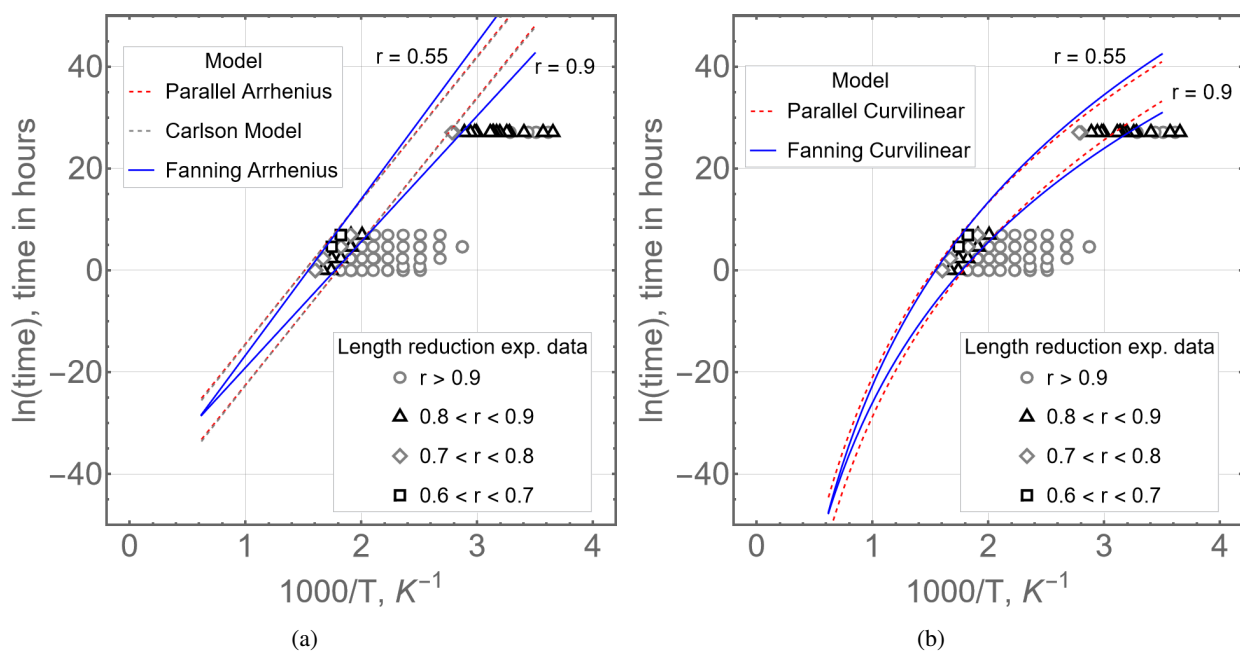 Model
Parallel Arrhenius
Carlson Model
Fanning Arrhenius
r = 0.55
r = 0.9
40
20
0
−20
−40
ln(time), time in hours
Length reduction exp. data
r > 0.9
0.8 < r < 0.9
0.7 < r < 0.8
0.6 < r < 0.7
0 1 2 3 4
1000/T, K⁻¹
(a)
Model
Parallel Curvilinear
Fanning Curvilinear
r = 0.55
r = 0.9
40
20
0
−20
−40
ln(time), time in hours
Length reduction exp. data
r > 0.9
0.8 < r < 0.9
0.7 < r < 0.8
0.6 < r < 0.7
0 1 2 3 4
1000/T, K⁻¹
(b)